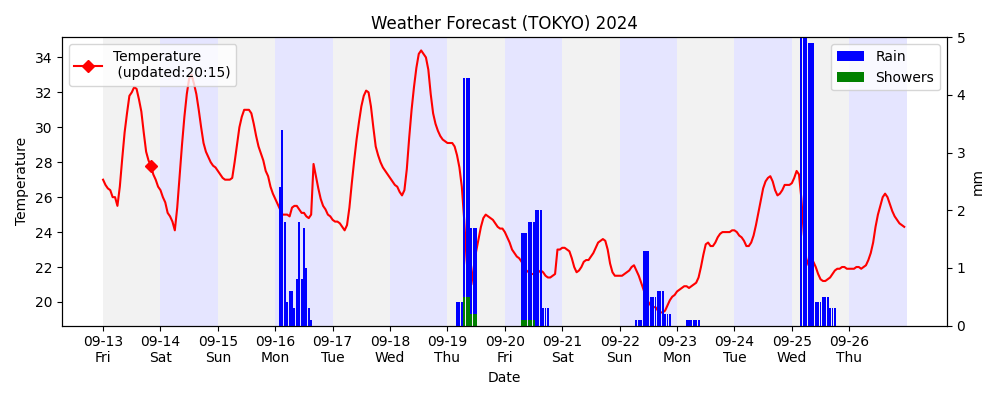 Weather Forecast (TOKYO) 2024
Temperature
(updated:20:15)
Rain
Showers
34
32
30
28
26
24
22
20
Temperature
5
4
3
2
1
0
mm
09-13 09-14 09-15 09-16 09-17 09-18 09-19 09-20 09-21 09-22 09-23 09-24 09-25 09-26
Fri Sat Sun Mon Tue Wed Thu Fri Sat Sun Mon Tue Wed Thu
Date